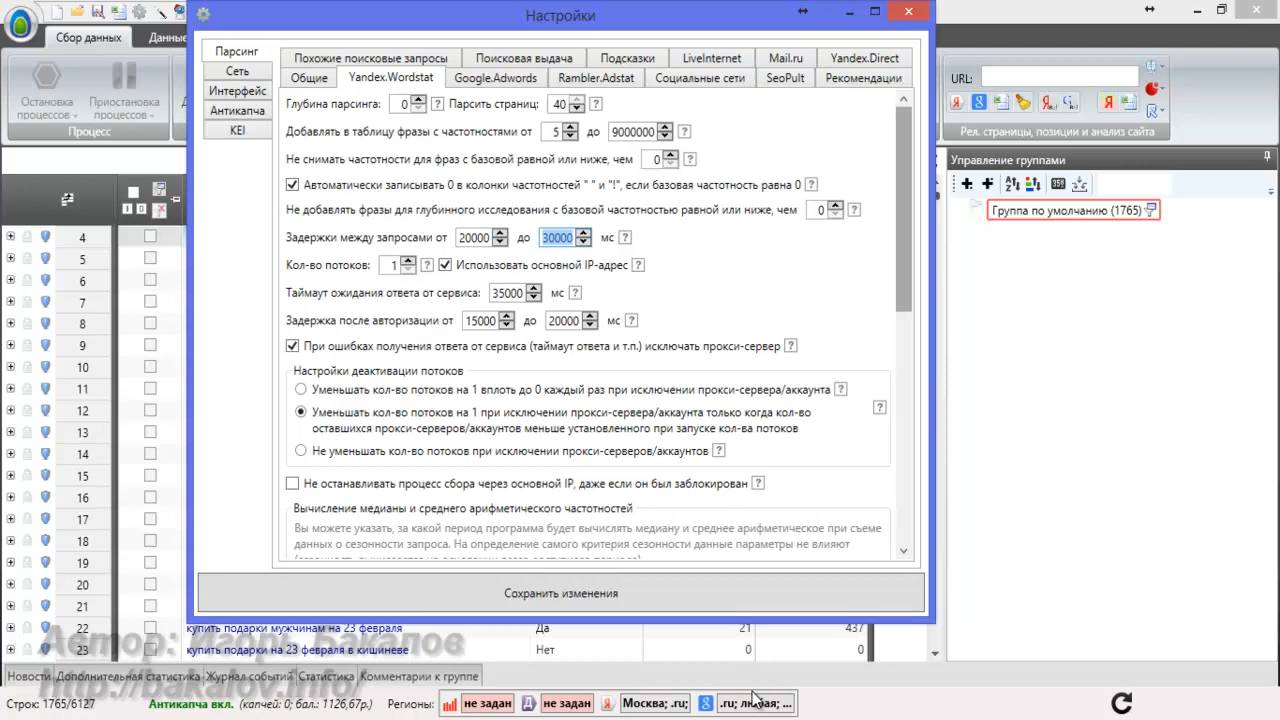 Настройки
Сбор данных
Данные
Остановка процессов
Приостановка процессов
Процесс
URL:
Рел. страницы, позиции и анализ сайта
Парсинг
Сеть
Интерфейс
Антикапча
KEI
Похожие поисковые запросы Поисковая выдача Подсказки LiveInternet Mail.ru Yandex.Direct
Общие Yandex.Wordstat Google.Adwords Rambler.Adstat Социальные сети SeoPult Рекомендации
Глубина парсинга: 0 ? Парсить страниц: 40 ?
Добавлять в таблицу фразы с частотностями от 5 до 9000000 ?
Не снимать частотности для фраз с базовой равной или ниже, чем 0 ?
Автоматически записывать 0 в колонки частотностей " " и "!", если базовая частотность равна 0 ?
Не добавлять фразы для глубинного исследования с базовой частотностью равной или ниже, чем 0 ?
Задержки между запросами от 20000 до 30000 мс ?
Кол-во потоков: 1 ? Использовать основной IP-адрес ?
Таймаут ожидания ответа от сервиса: 35000 мс ?
Задержка после авторизации от 15000 до 20000 мс ?
При ошибках получения ответа от сервиса (таймаут ответа и т.п.) исключать прокси-сервер ?
Настройки деактивации потоков
Уменьшать кол-во потоков на 1 вплоть до 0 каждый раз при исключении прокси-сервера/аккаунта ?
Уменьшать кол-во потоков на 1 при исключении прокси-сервера/аккаунта только когда кол-во
оставшихся прокси-серверов/аккаунтов меньше установленного при запуске кол-ва потоков ?
Не уменьшать кол-во потоков при исключении прокси-серверов/аккаунтов ?
Не останавливать процесс сбора через основной IP, даже если он был заблокирован ?
Вычисление медианы и среднего арифметического частотностей
Вы можете указать, за какой период программа будет вычислять медиану и среднее арифметическое при съеме
данных о сезонности запроса. На определение самого критерия сезонности данные параметры не влияют
Сохранить изменения
Управление группами
Группа по умолчанию (1765)
4
5
6
7
8
9
10
11
12
13
14
15
16
17
18
19
20
21
22 купить подарки мужчинам на 23 февраля Да 21 437
23 купить подарки на 23 февраля в кишиневе Нет 0 0
Автор: Игорь Бакалов
http://bakalov.info/
Новости Дополнительная статистика Журнал событий Статистика Комментарии к группе
Строк: 1765/6127 Антикапча вкл. (капчей: 0; бал.: 1126,67р.) Регионы: не задан не задан Москва; .ru; .ru; любая; ...